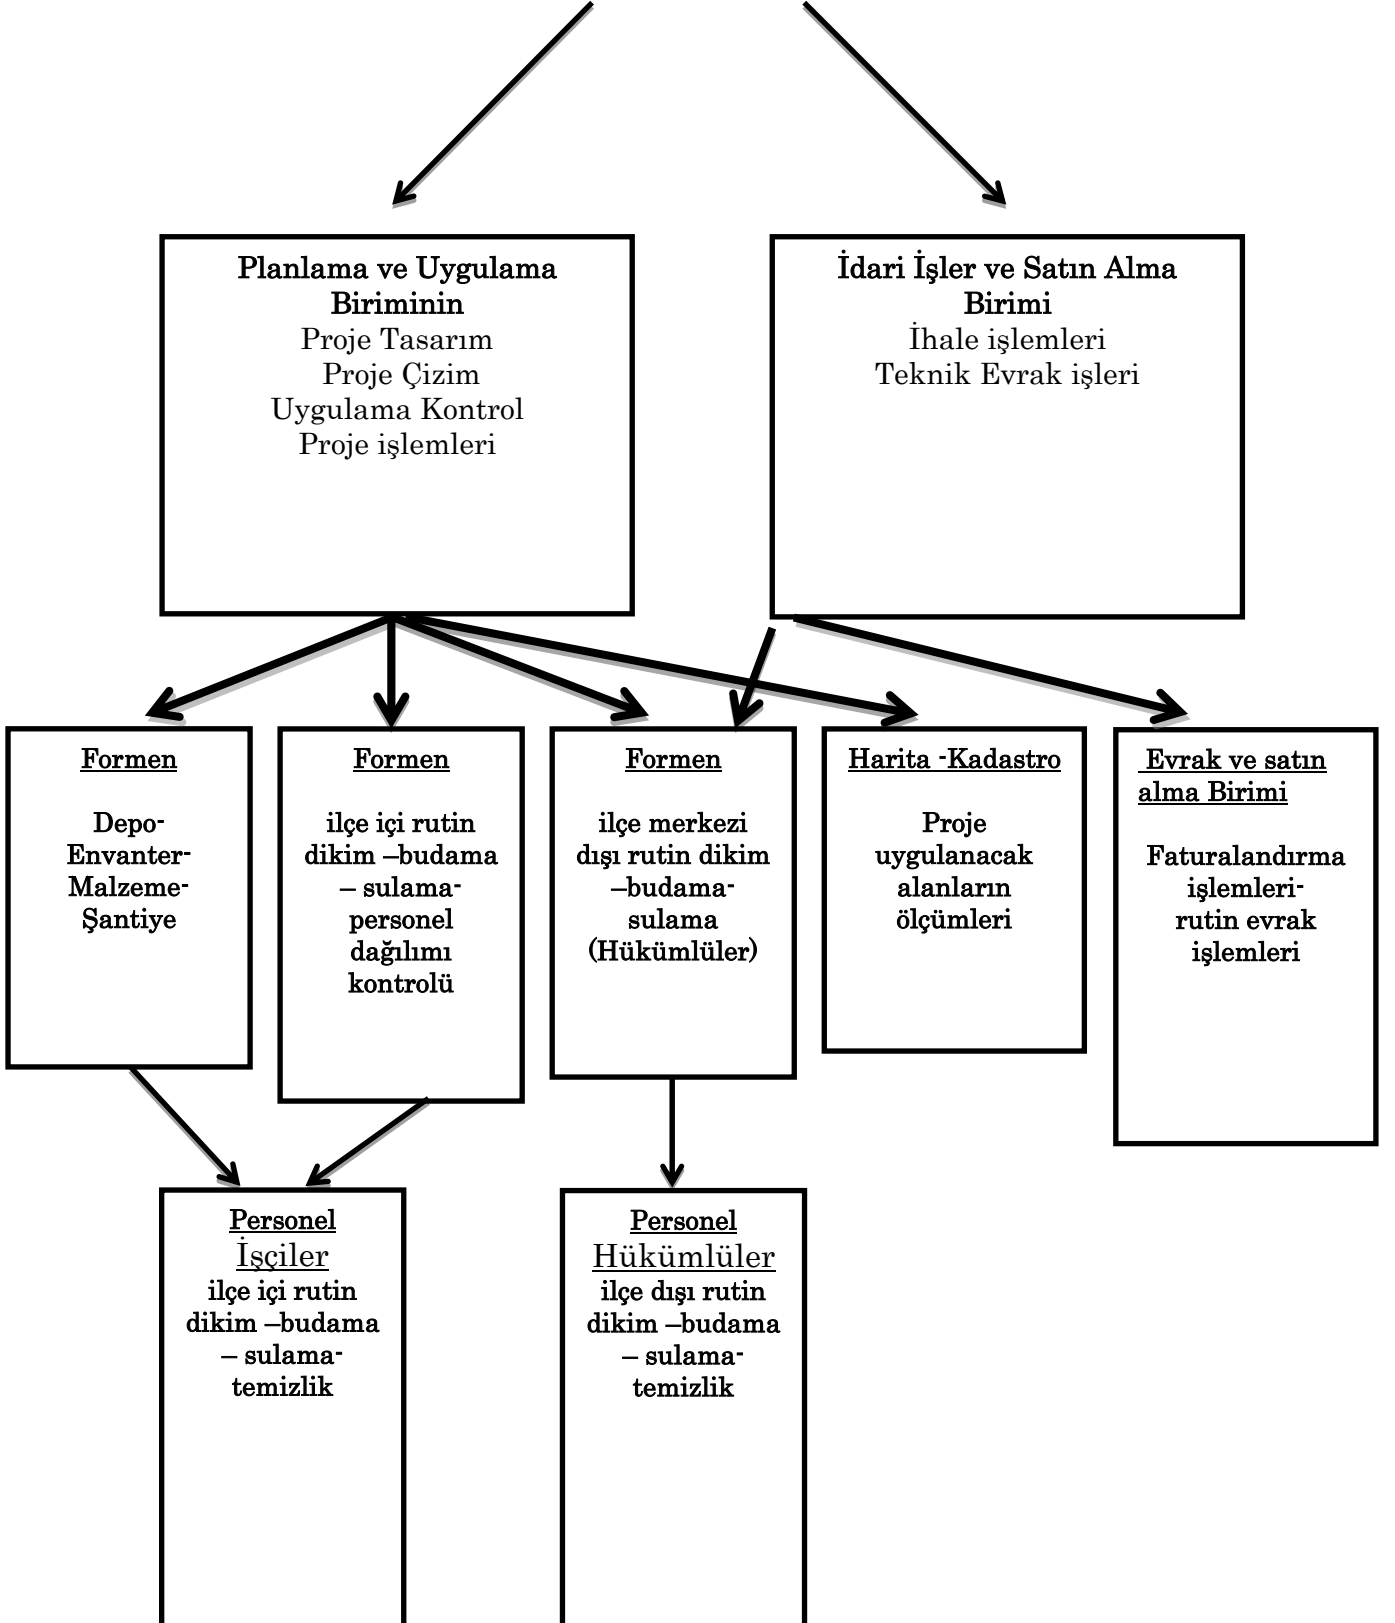 Planlama ve Uygulama
Biriminin
Proje Tasarım
Proje Çizim
Uygulama Kontrol
Proje işlemleri
İdari İşler ve Satın Alma
Birimi
İhale işlemleri
Teknik Evrak işleri
Formen
Depo-
Envanter-
Malzeme-
Şantiye
Formen
ilçe içi rutin
dikim –budama
– sulama-
personel
dağılımı
kontrolü
Formen
ilçe merkezi
dışı rutin dikim
–budama-
sulama
(Hükümlüler)
Harita -Kadastro
Proje
uygulanacak
alanların
ölçümleri
Evrak ve satın
alma Birimi
Faturalandırma
işlemleri-
rutin evrak
işlemleri
Personel
İşçiler
ilçe içi rutin
dikim –budama
– sulama-
temizlik
Personel
Hükümlüler
ilçe dışı rutin
dikim –budama
– sulama-
temizlik